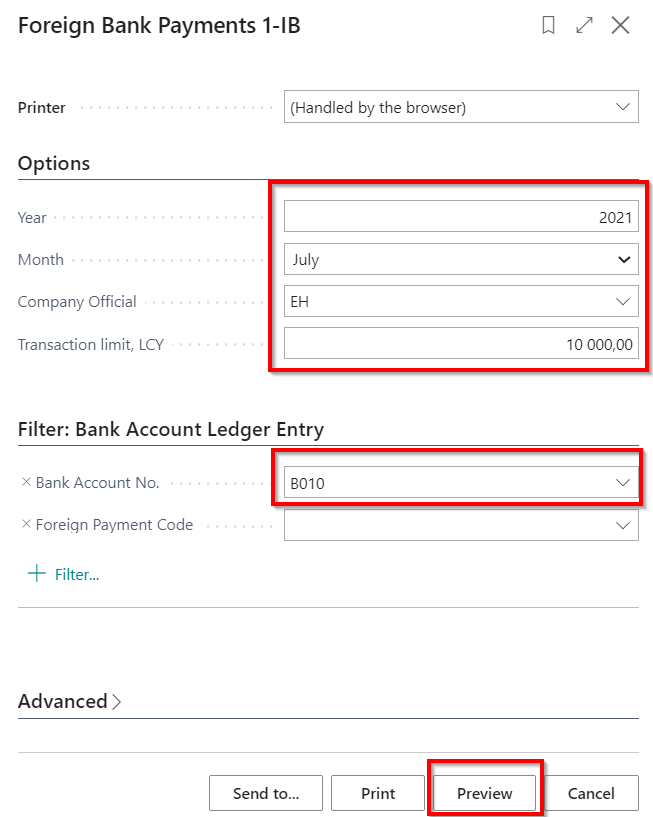 Foreign Bank Payments 1-IB
Printer (Handled by the browser)
Options
Year 2021
Month July
Company Official EH
Transaction limit, LCY 10 000,00
Filter: Bank Account Ledger Entry
× Bank Account No. B010
× Foreign Payment Code
+ Filter...
Advanced >
Send to... Print Preview Cancel